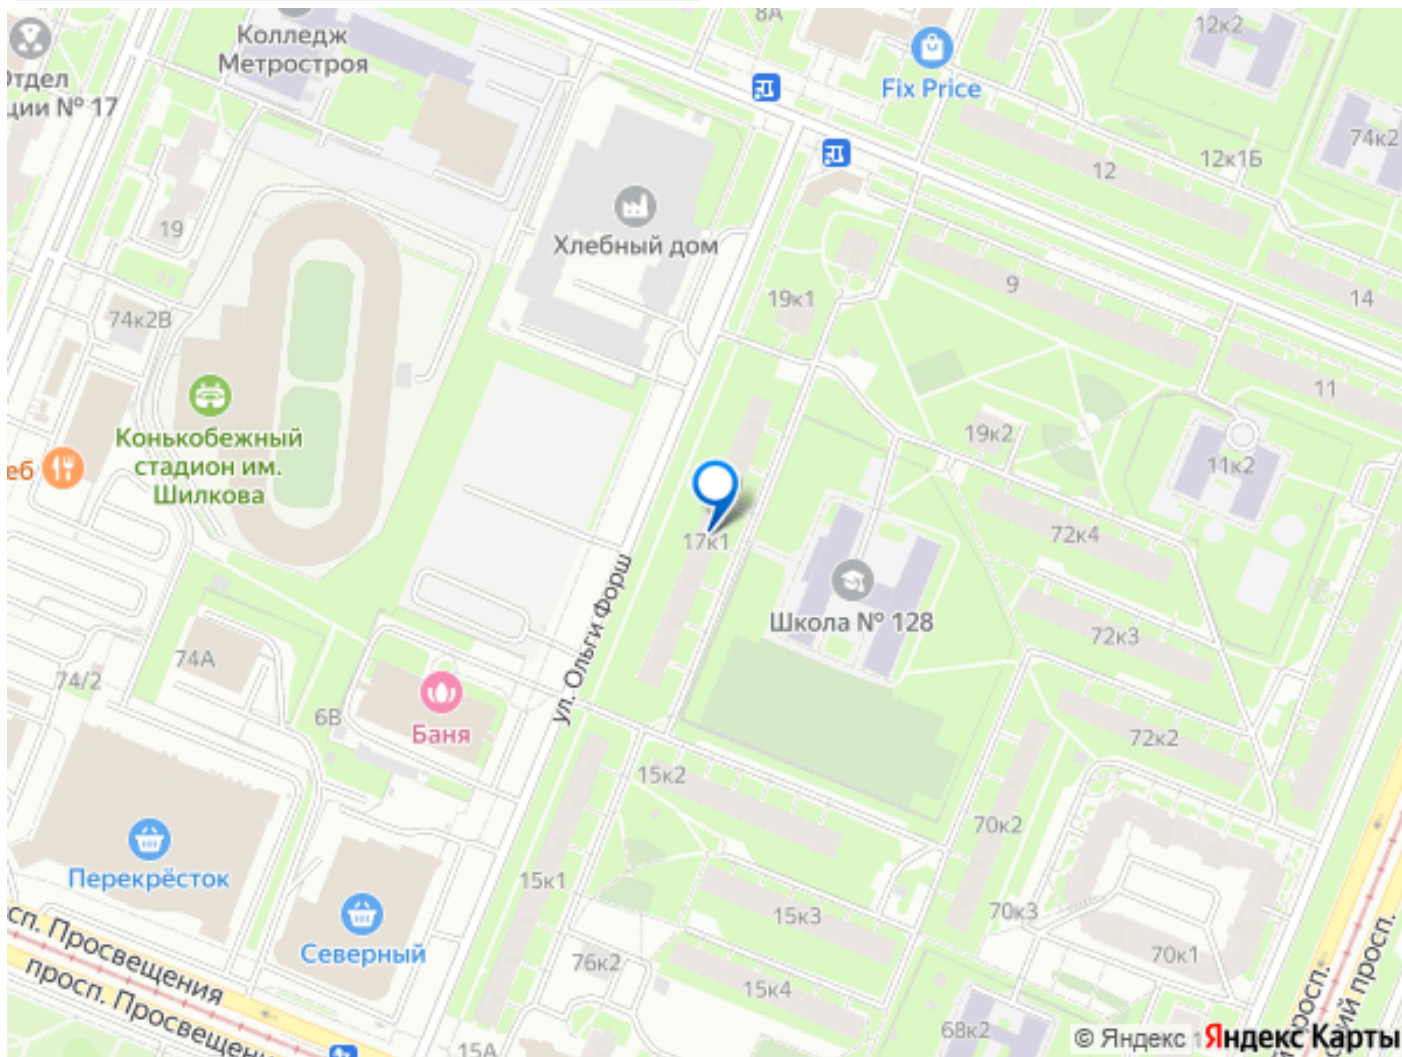 8А
12к2
Колледж
Метростроя
Отдел
ции № 17
Fix Price
74к2
12к1Б
12
19
Хлебный дом
9
14
19к1
74к2В
11
Конькобежный
стадион им.
Шилкова
еб
19к2
11к2
17к1
72к4
ул. Ольги Форш
Школа № 128
72к3
74А
74/2
6В
Баня
72к2
15к2
70к2
Перекрёсток
15к1
15к3
70к3
Северный
сп. Просвещения
просп. Просвещени
76к2
15к4
70к1
68к2
15А
просп.
ий просп.
© Яндекс
Яндекс Карты